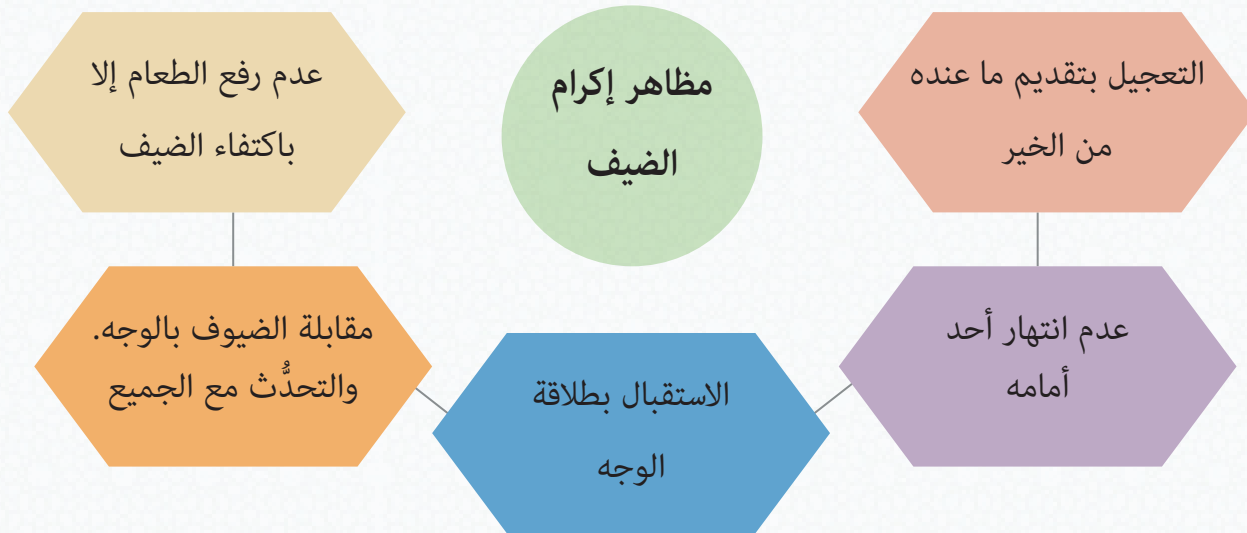 مظاهر إكرام
الضيف
التعجيل بتقديم ما عنده
من الخير
عدم انتهار أحد
أمامه
الاستقبال بطلاقة
الوجه
مقابلة الضيوف بالوجه.
والتحدُّث مع الجميع
عدم رفع الطعام إلا
باكتفاء الضيف